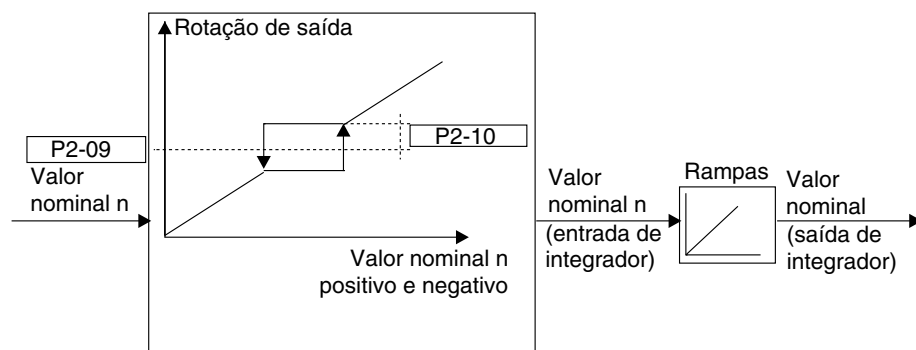 Rotação de saída
P2-09
P2-10
Valor
nominal n
Valor nominal n
positivo e negativo
Valor
nominal n
(entrada de
integrador)
Rampas
Valor
nominal
(saída de
integrador)